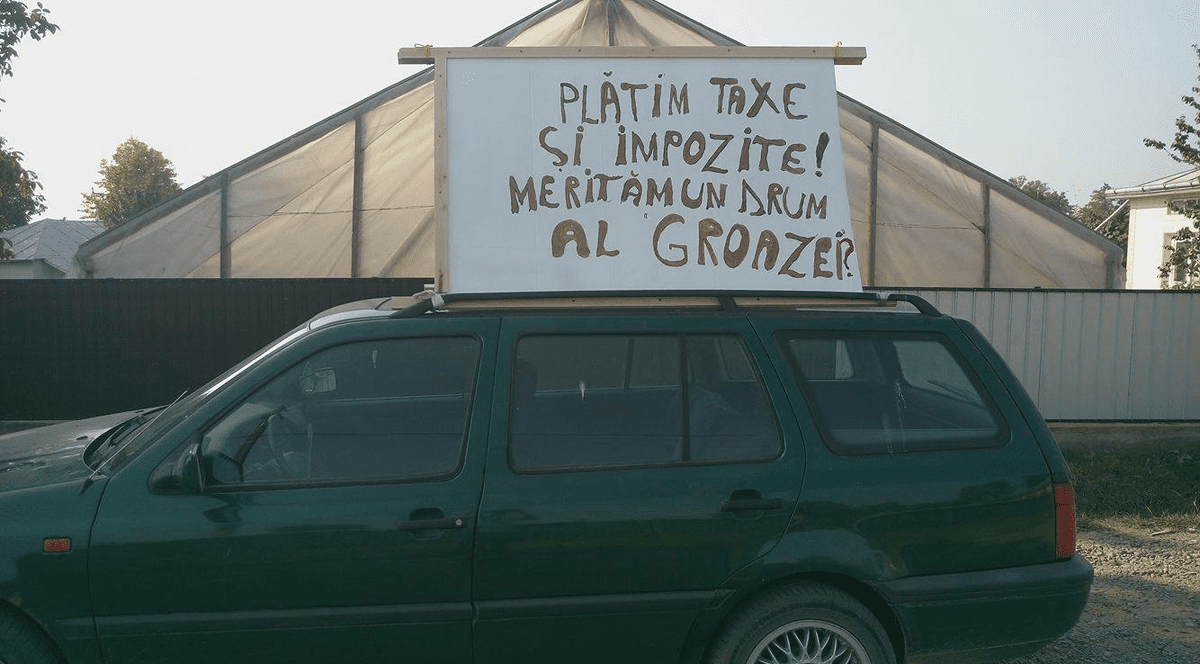 PLĂTIM TAXE
ŞI IMPOZITE!
MERITĂM UN DRUM
AL "GROAZEI"?